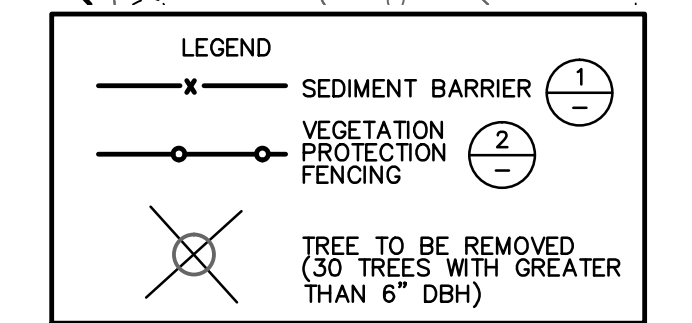 LEGEND
SEDIMENT BARRIER 1
–
VEGETATION
PROTECTION
FENCING
2
–
TREE TO BE REMOVED
(30 TREES WITH GREATER
THAN 6" DBH)